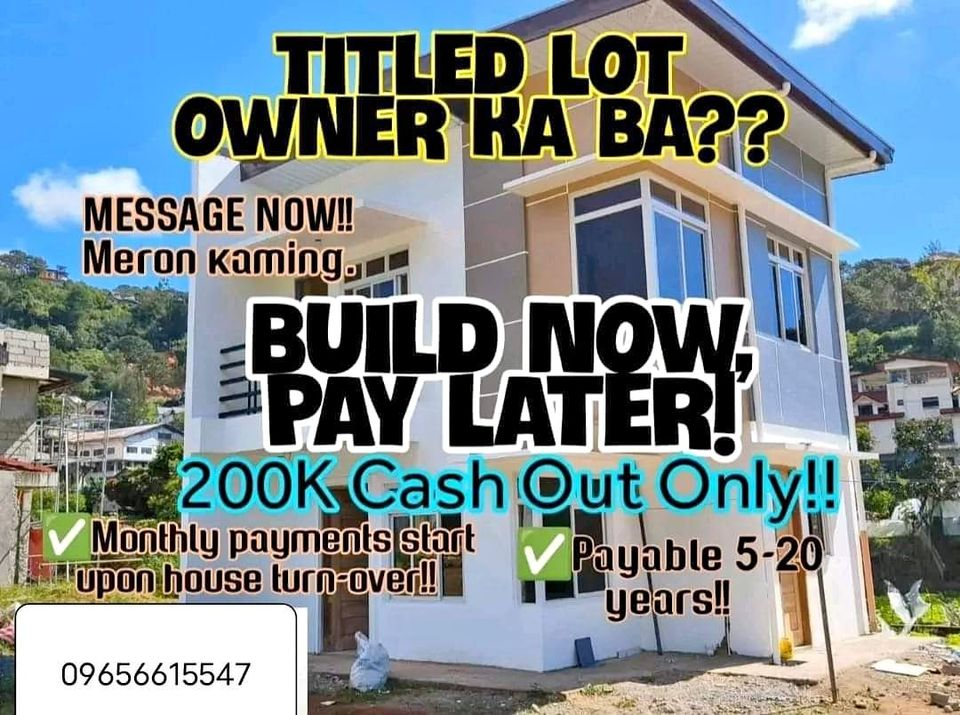 TITLED LOT
OWNER KA BA??
MESSAGE NOW!!
Meron kaming.
BUILD NOW,
PAY LATER!
200K Cash Out Only!!
✅Monthly payments start
upon house turn-over!!
✅Payable 5-20
years!!
09656615547